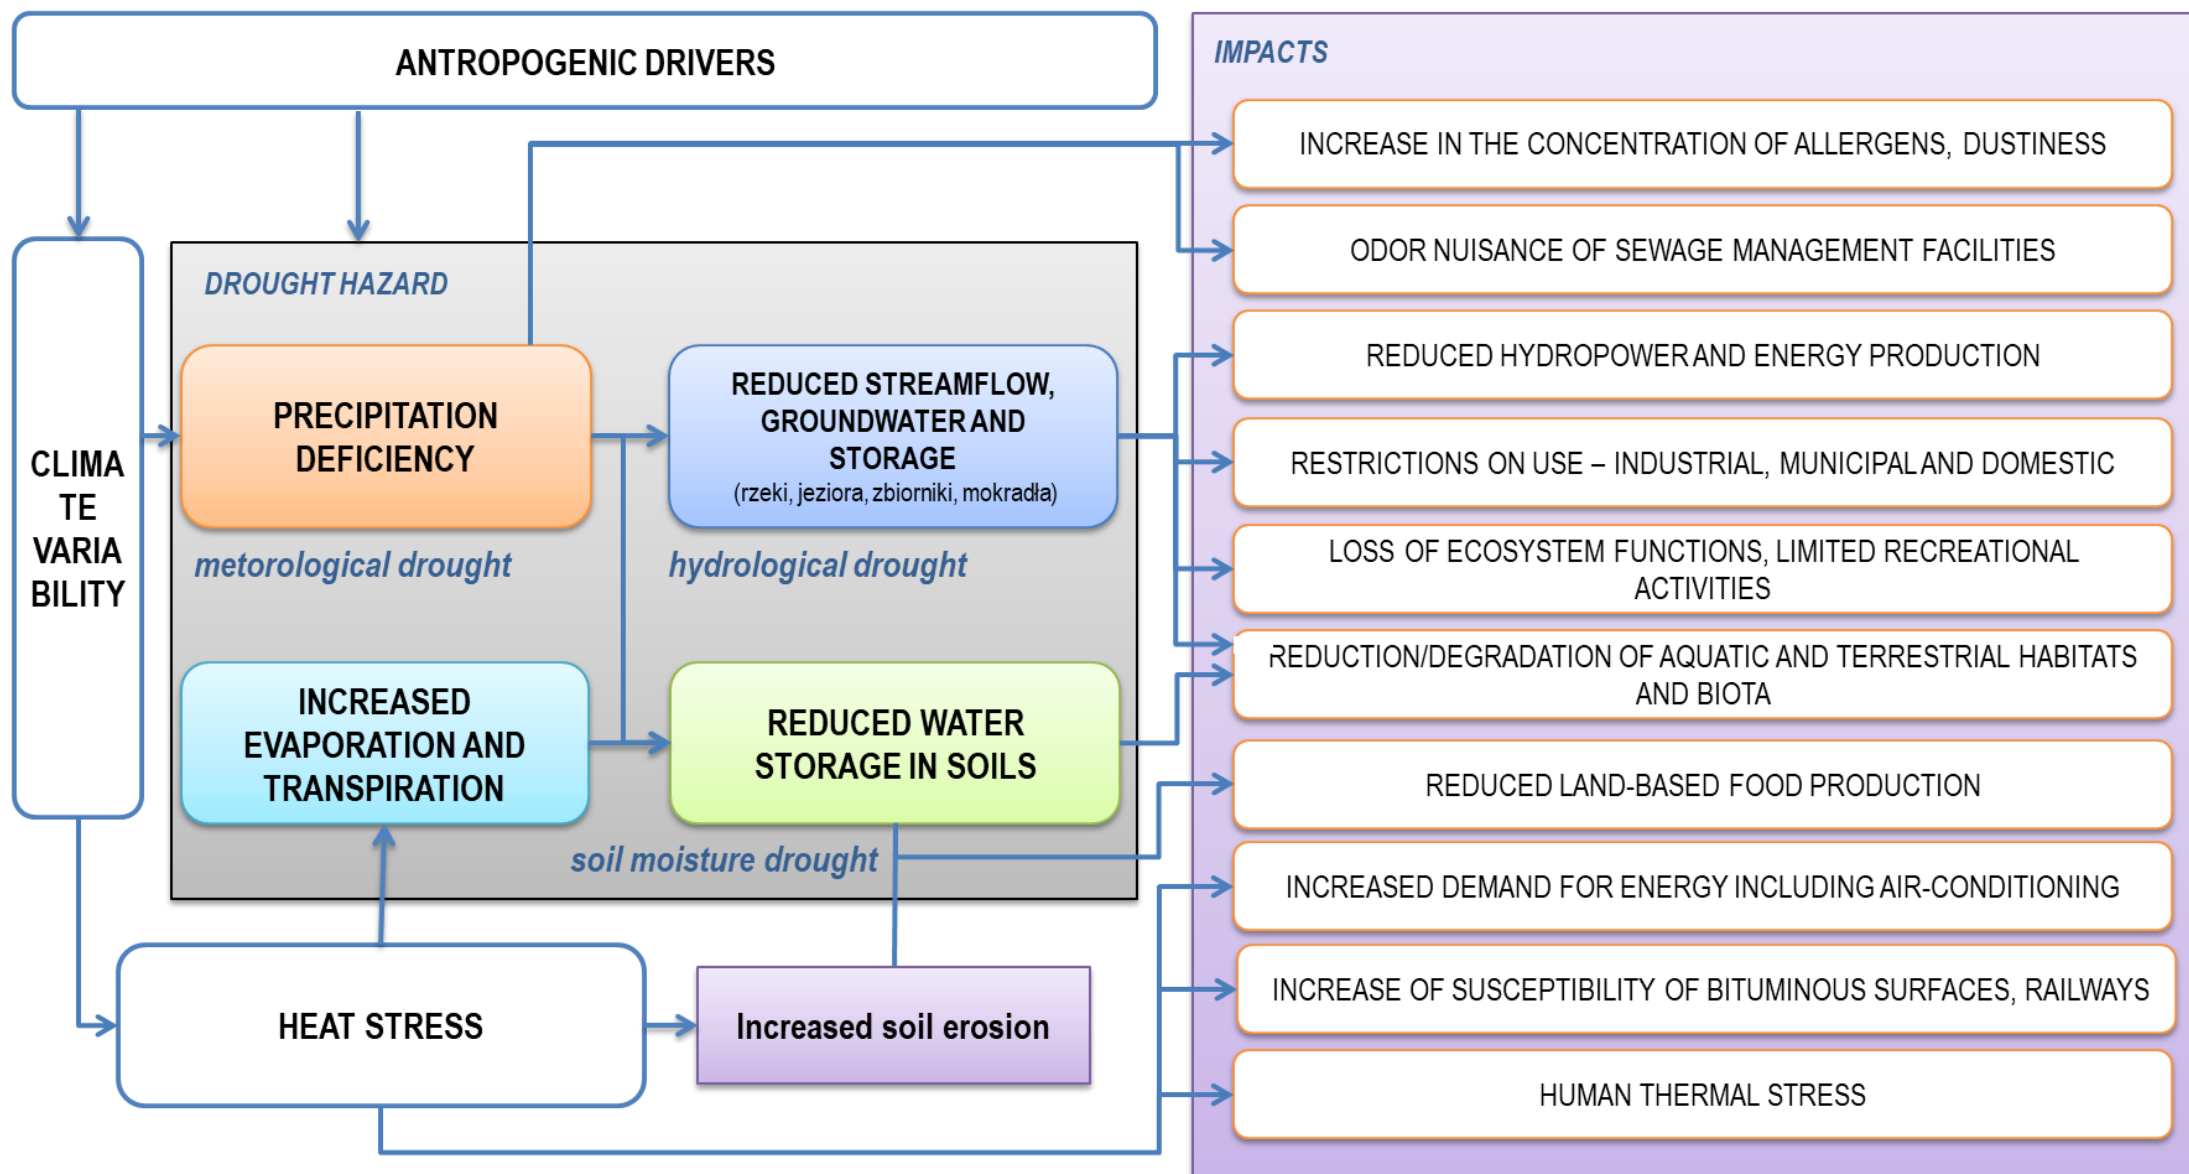 ANTROPOGENIC DRIVERS
CLIMA
TE
VARIA
BILITY
DROUGHT HAZARD
PRECIPITATION
DEFICIENCY
metorological drought
REDUCED STREAMFLOW,
GROUNDWATER AND
STORAGE
(rzeki, jeziora, zbiorniki, mokradła)
hydrological drought
INCREASED
EVAPORATION AND
TRANSPIRATION
REDUCED WATER
STORAGE IN SOILS
soil moisture drought
HEAT STRESS
Increased soil erosion
IMPACTS
INCREASE IN THE CONCENTRATION OF ALLERGENS, DUSTINESS
ODOR NUISANCE OF SEWAGE MANAGEMENT FACILITIES
REDUCED HYDROPOWER AND ENERGY PRODUCTION
RESTRICTIONS ON USE – INDUSTRIAL, MUNICIPAL AND DOMESTIC
LOSS OF ECOSYSTEM FUNCTIONS, LIMITED RECREATIONAL
ACTIVITIES
REDUCTION/DEGRADATION OF AQUATIC AND TERRESTRIAL HABITATS
AND BIOTA
REDUCED LAND-BASED FOOD PRODUCTION
INCREASED DEMAND FOR ENERGY INCLUDING AIR-CONDITIONING
INCREASE OF SUSCEPTIBILITY OF BITUMINOUS SURFACES, RAILWAYS
HUMAN THERMAL STRESS